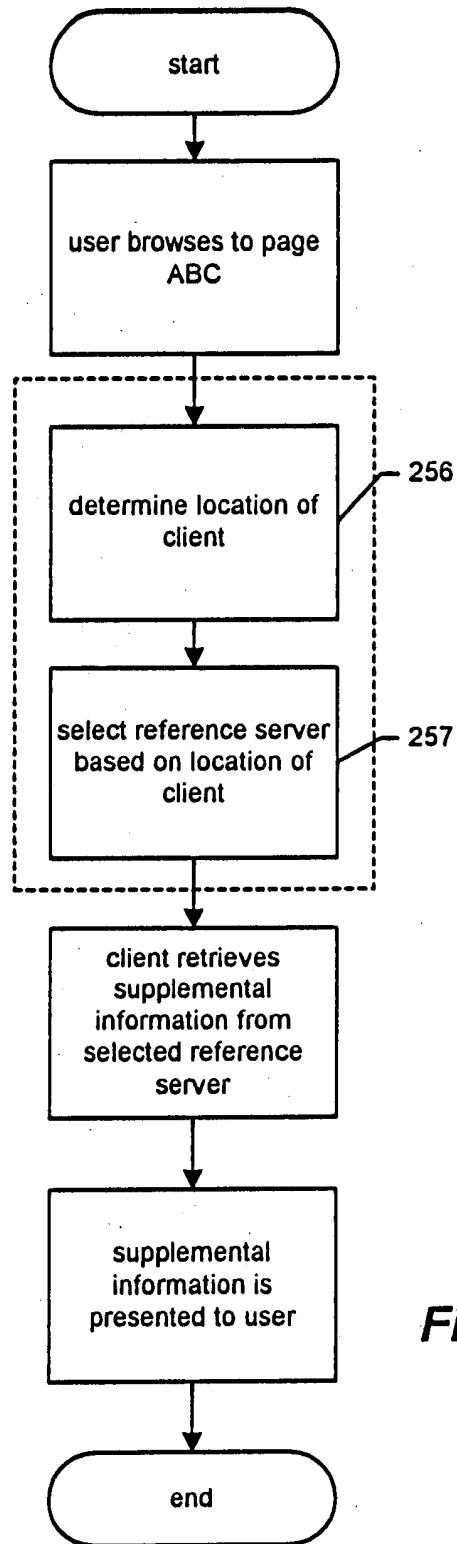 start
user browses to page
ABC
determine location of
client
256
select reference server
based on location of
client
257
client retrieves
supplemental
information from
selected reference
server
supplemental
information is
presented to user
end